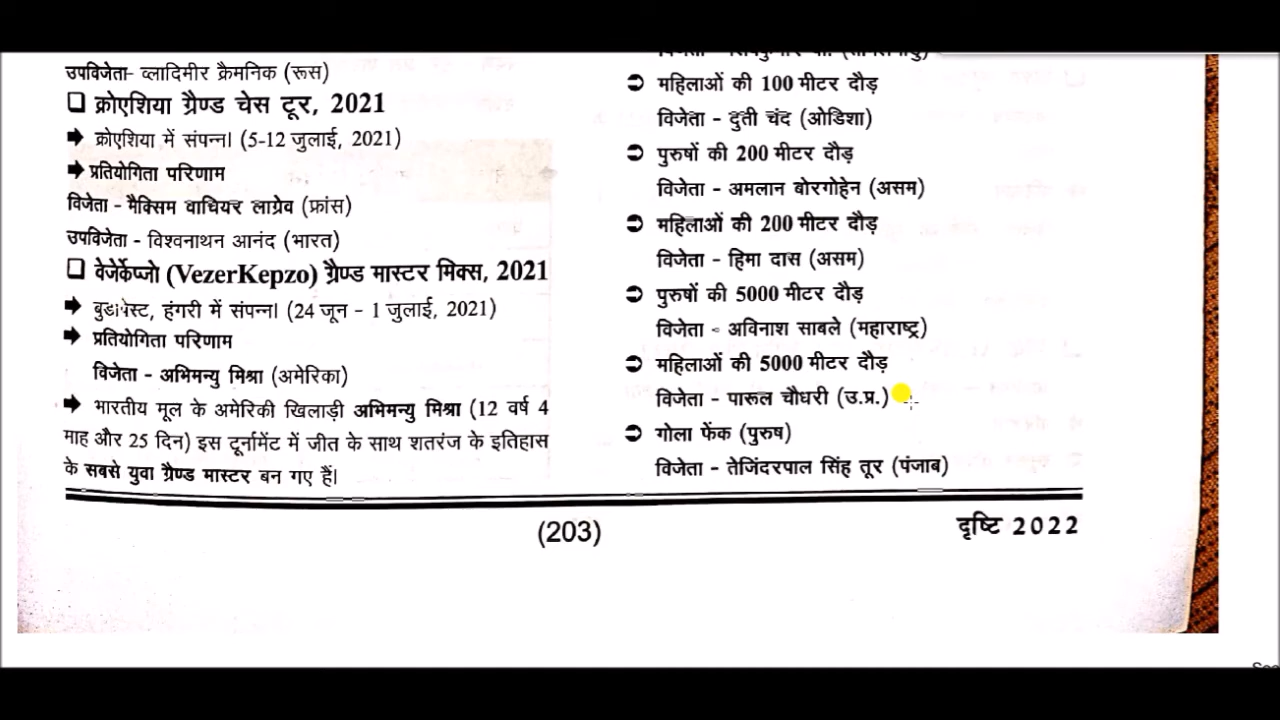 उपविजेता- व्लादिमीर क्रैमनिक (रूस)
❑ क्रोएशिया ग्रैण्ड चेस टूर, 2021
➔ क्रोएशिया में संपन्न। (5-12 जुलाई, 2021)
➔ प्रतियोगिता परिणाम
विजेता - मैक्सिम वाचियर लाग्रेव (फ्रांस)
उपविजेता - विश्वनाथन आनंद (भारत)
❑ वेजेर्केप्जो (VezerKepzo) ग्रैण्ड मास्टर मिक्स, 2021
➔ बुडापेस्ट, हंगरी में संपन्न। (24 जून - 1 जुलाई, 2021)
➔ प्रतियोगिता परिणाम
विजेता - अभिमन्यु मिश्रा (अमेरिका)
➔ भारतीय मूल के अमेरिकी खिलाड़ी अभिमन्यु मिश्रा (12 वर्ष 4
माह और 25 दिन) इस टूर्नामेंट में जीत के साथ शतरंज के इतिहास
के सबसे युवा ग्रैण्ड मास्टर बन गए हैं।
➲ महिलाओं की 100 मीटर दौड़
विजेता - दुती चंद (ओडिशा)
➲ पुरुषों की 200 मीटर दौड़
विजेता - अमलान बोरगोहेन (असम)
➲ महिलाओं की 200 मीटर दौड़
विजेता - हिमा दास (असम)
➲ पुरुषों की 5000 मीटर दौड़
विजेता - अविनाश साबले (महाराष्ट्र)
➲ महिलाओं की 5000 मीटर दौड़
विजेता - पारूल चौधरी (उ.प्र.)
➲ गोला फेंक (पुरुष)
विजेता - तेजिंदरपाल सिंह तूर (पंजाब)
(203)
दृष्टि 2022